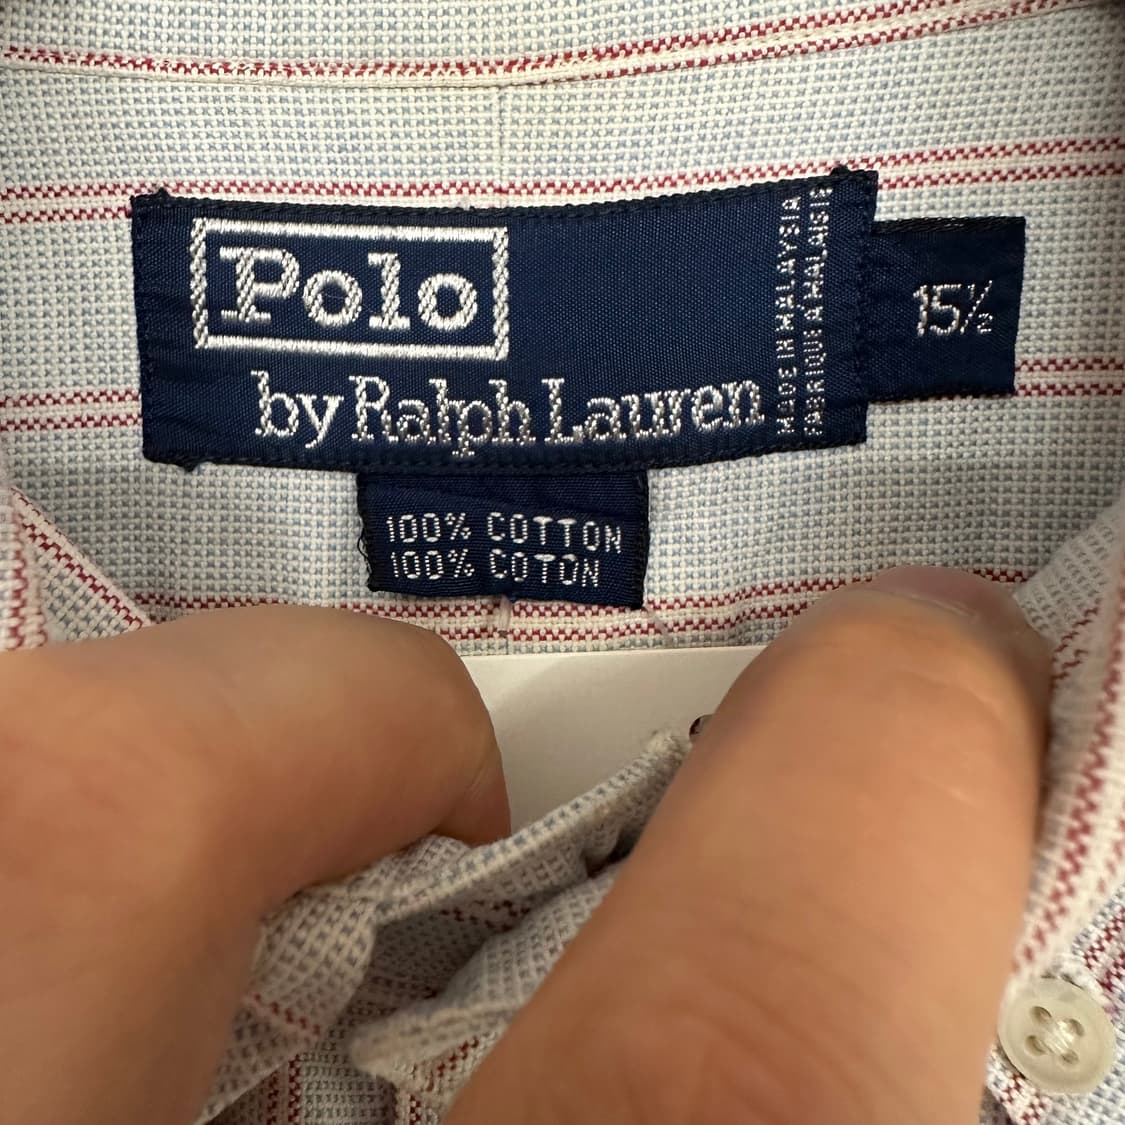 Polo
by Ralph Lauren
MADE IN MALAYSIA
FABRIQUÉ A MALAISIE
15½
100% COTTON
100% COTON